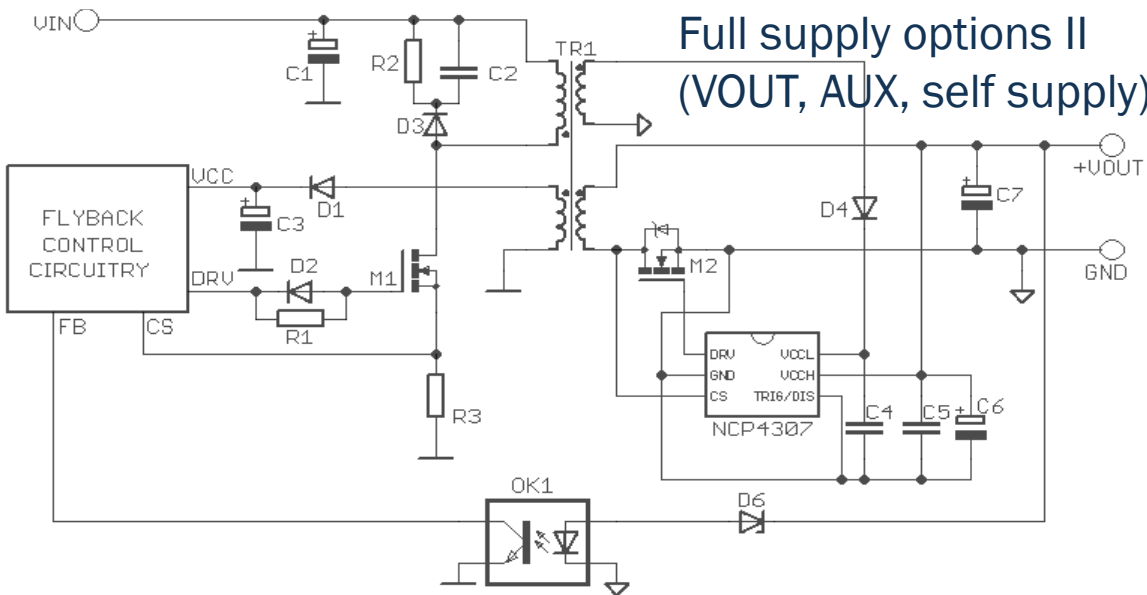 Full supply options II
(VOUT, AUX, self supply)
VIN
C1
R2
C2
TR1
D3
+VOUT
VCC
D1
C3
FLYBACK
CONTROL
CIRCUITRY
D4
C7
DRV
D2
M1
M2
GND
R1
FB
CS
R3
DRV
VCCL
GND
VCCH
CS
TRIG/DIS
NCP4307
C4
C5
C6
OK1
D6